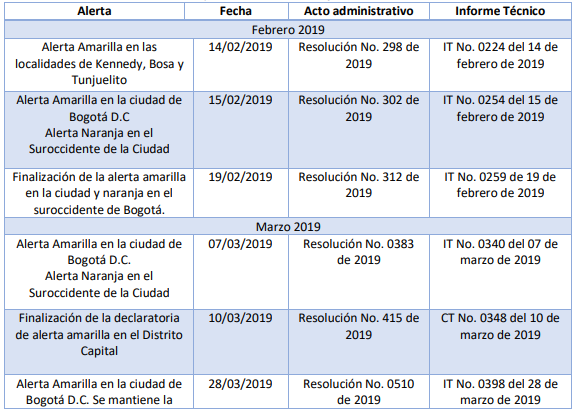 Alerta Fecha Acto administrativo Informe Técnico
Febrero 2019
Alerta Amarilla en las 14/02/2019 Resolución No. 298 de IT No. 0224 del 14 de
localidades de Kennedy, Bosa y 2019 febrero de 2019
Tunjuelito
Alerta Amarilla en la ciudad de 15/02/2019 Resolución No. 302 de IT No. 0254 del 15 de
Bogotá D.C 2019 febrero de 2019
Alerta Naranja en el
Suroccidente de la Ciudad
Finalización de la alerta amarilla 19/02/2019 Resolución No. 312 de IT No. 0259 de 19 de
en la ciudad y naranja en el 2019 febrero de 2019
suroccidente de Bogotá.
Marzo 2019
Alerta Amarilla en la ciudad de 07/03/2019 Resolución No. 0383 IT No. 0340 del 07 de
Bogotá D.C. de 2019 marzo de 2019
Alerta Naranja en el
Suroccidente de la Ciudad
Finalización de la declaratoria 10/03/2019 Resolución No. 415 de CT No. 0348 del 10 de
de alerta amarilla en el Distrito 2019 marzo de 2019
Capital
Alerta Amarilla en la ciudad de 28/03/2019 Resolución No. 0510 IT No. 0398 del 28 de
Bogotá D.C. Se mantiene la de 2019 marzo de 2019